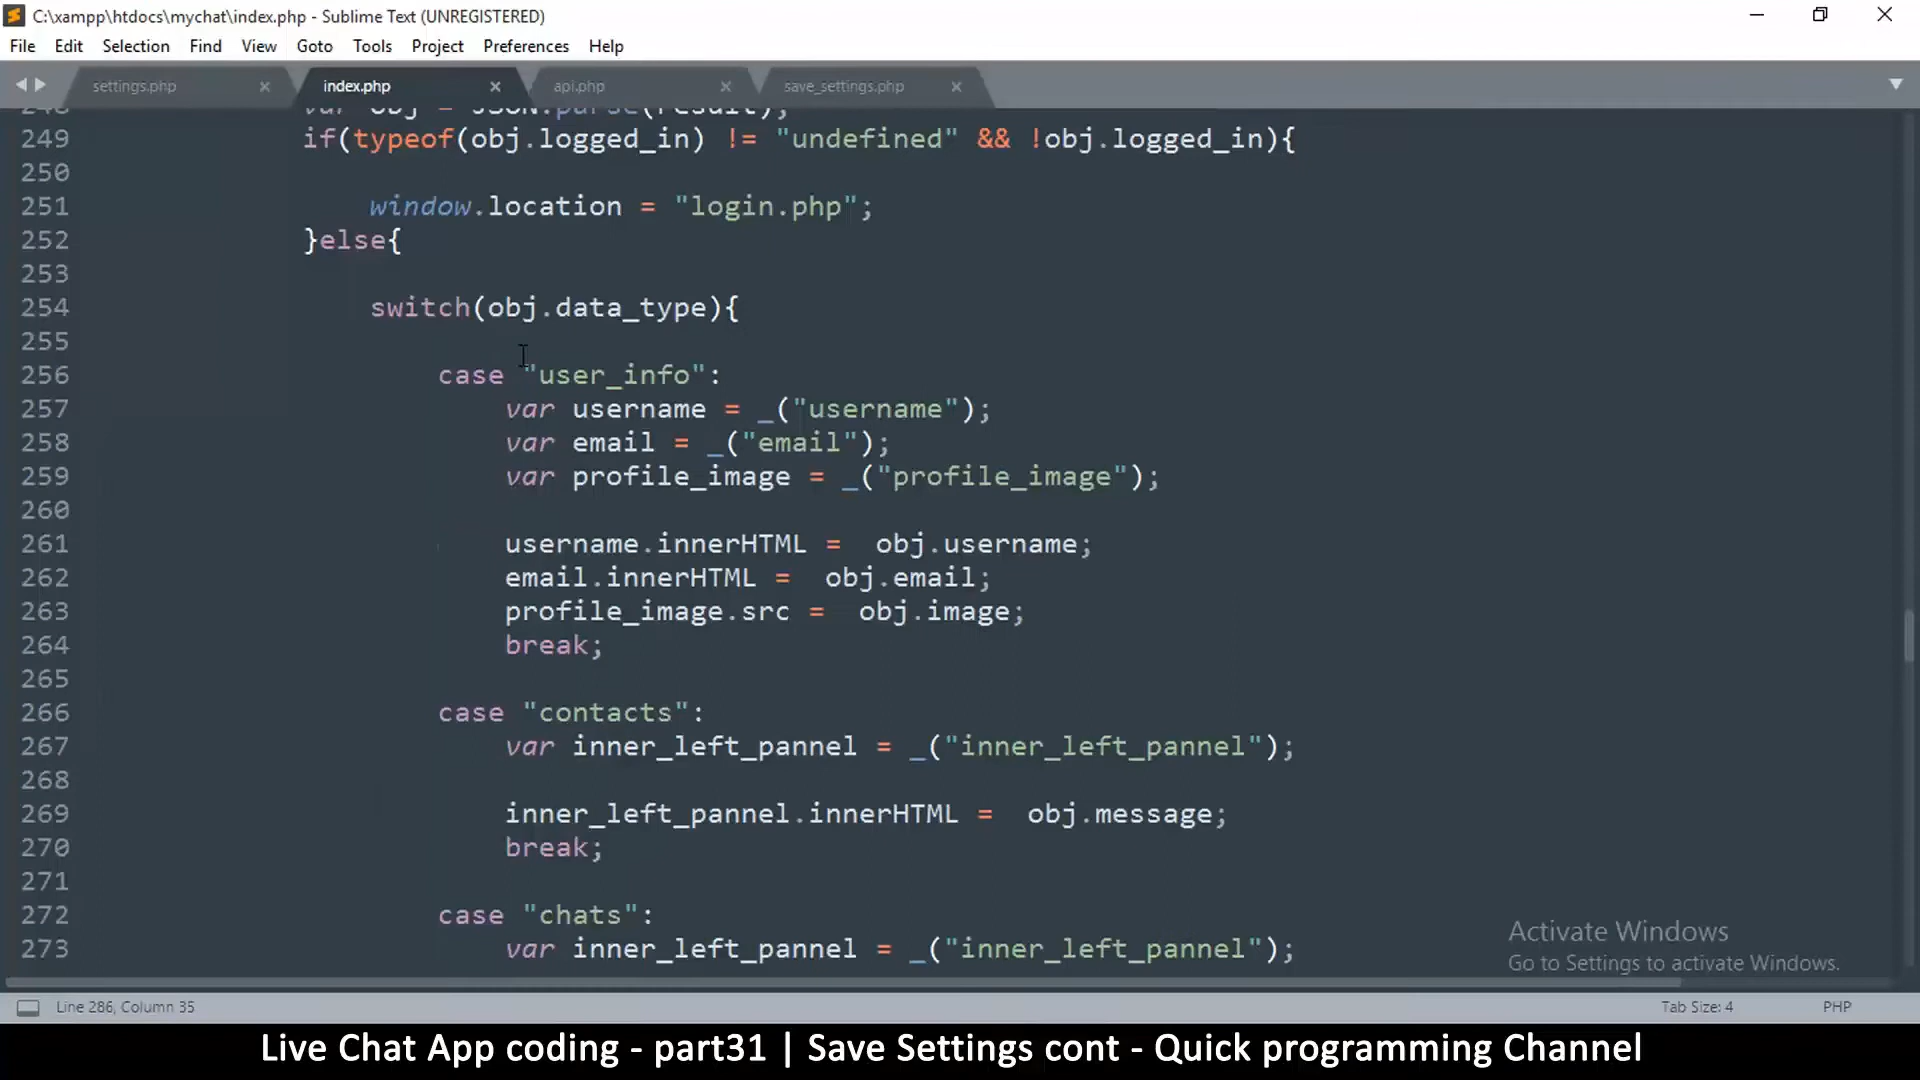 C:\xampp\htdocs\mychat\index.php - Sublime Text (UNREGISTERED)
File Edit Selection Find View Goto Tools Project Preferences Help
settings.php × index.php × api.php × save_settings.php ×
248 var obj = JSON.parse(result);
249 if(typeof(obj.logged_in) != "undefined" && !obj.logged_in){
250
251 window.location = "login.php";
252 }else{
253
254 switch(obj.data_type){
255
256 case "user_info":
257 var username = _("username");
258 var email = _("email");
259 var profile_image = _("profile_image");
260
261 username.innerHTML =  obj.username;
262 email.innerHTML =  obj.email;
263 profile_image.src =  obj.image;
264 break;
265
266 case "contacts":
267 var inner_left_pannel = _("inner_left_pannel");
268
269 inner_left_pannel.innerHTML =  obj.message;
270 break;
271
272 case "chats":
273 var inner_left_pannel = _("inner_left_pannel");
Activate Windows
Go to Settings to activate Windows.
Line 286, Column 35 Tab Size: 4 PHP
Live Chat App coding - part31 | Save Settings cont - Quick programming Channel